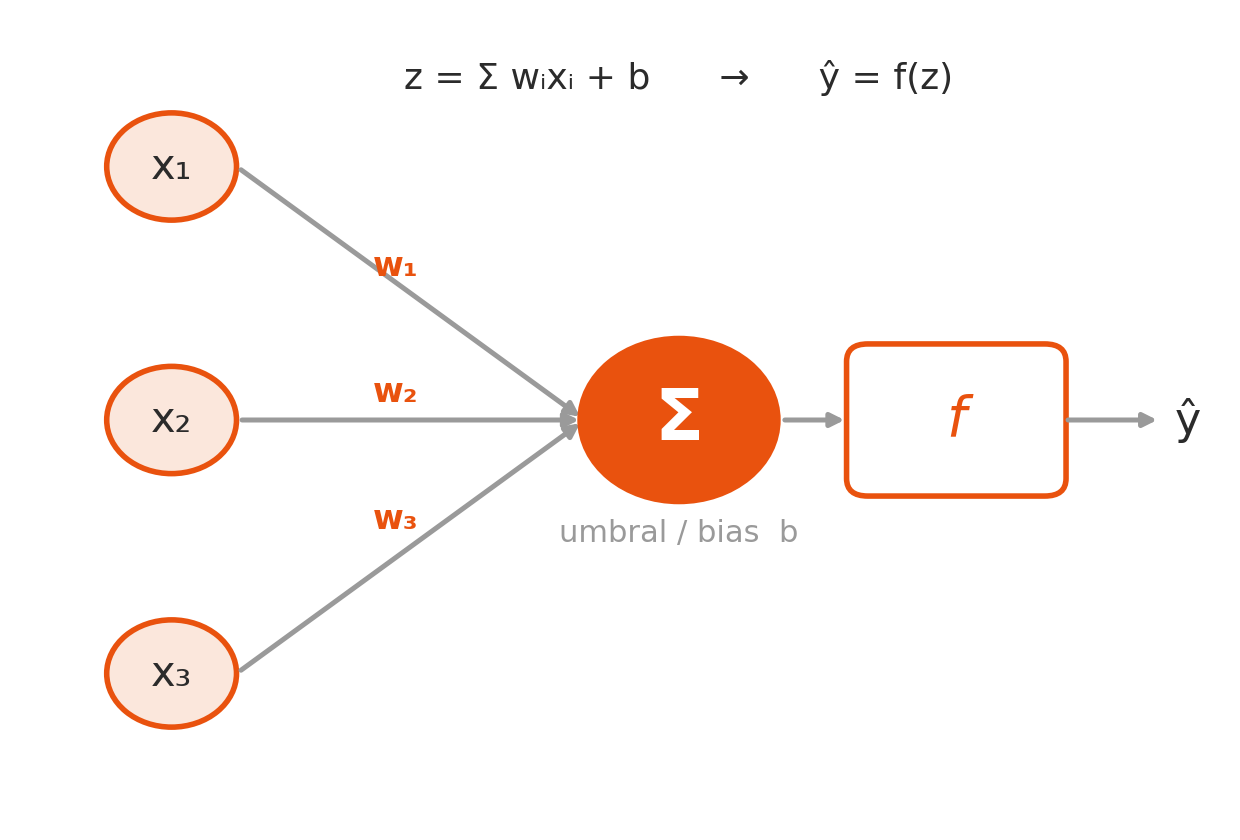 z = Σ wᵢxᵢ + b → ŷ = f(z)
x₁
w₁
x₂
w₂
Σ
f
ŷ
w₃
umbral / bias b
x₃